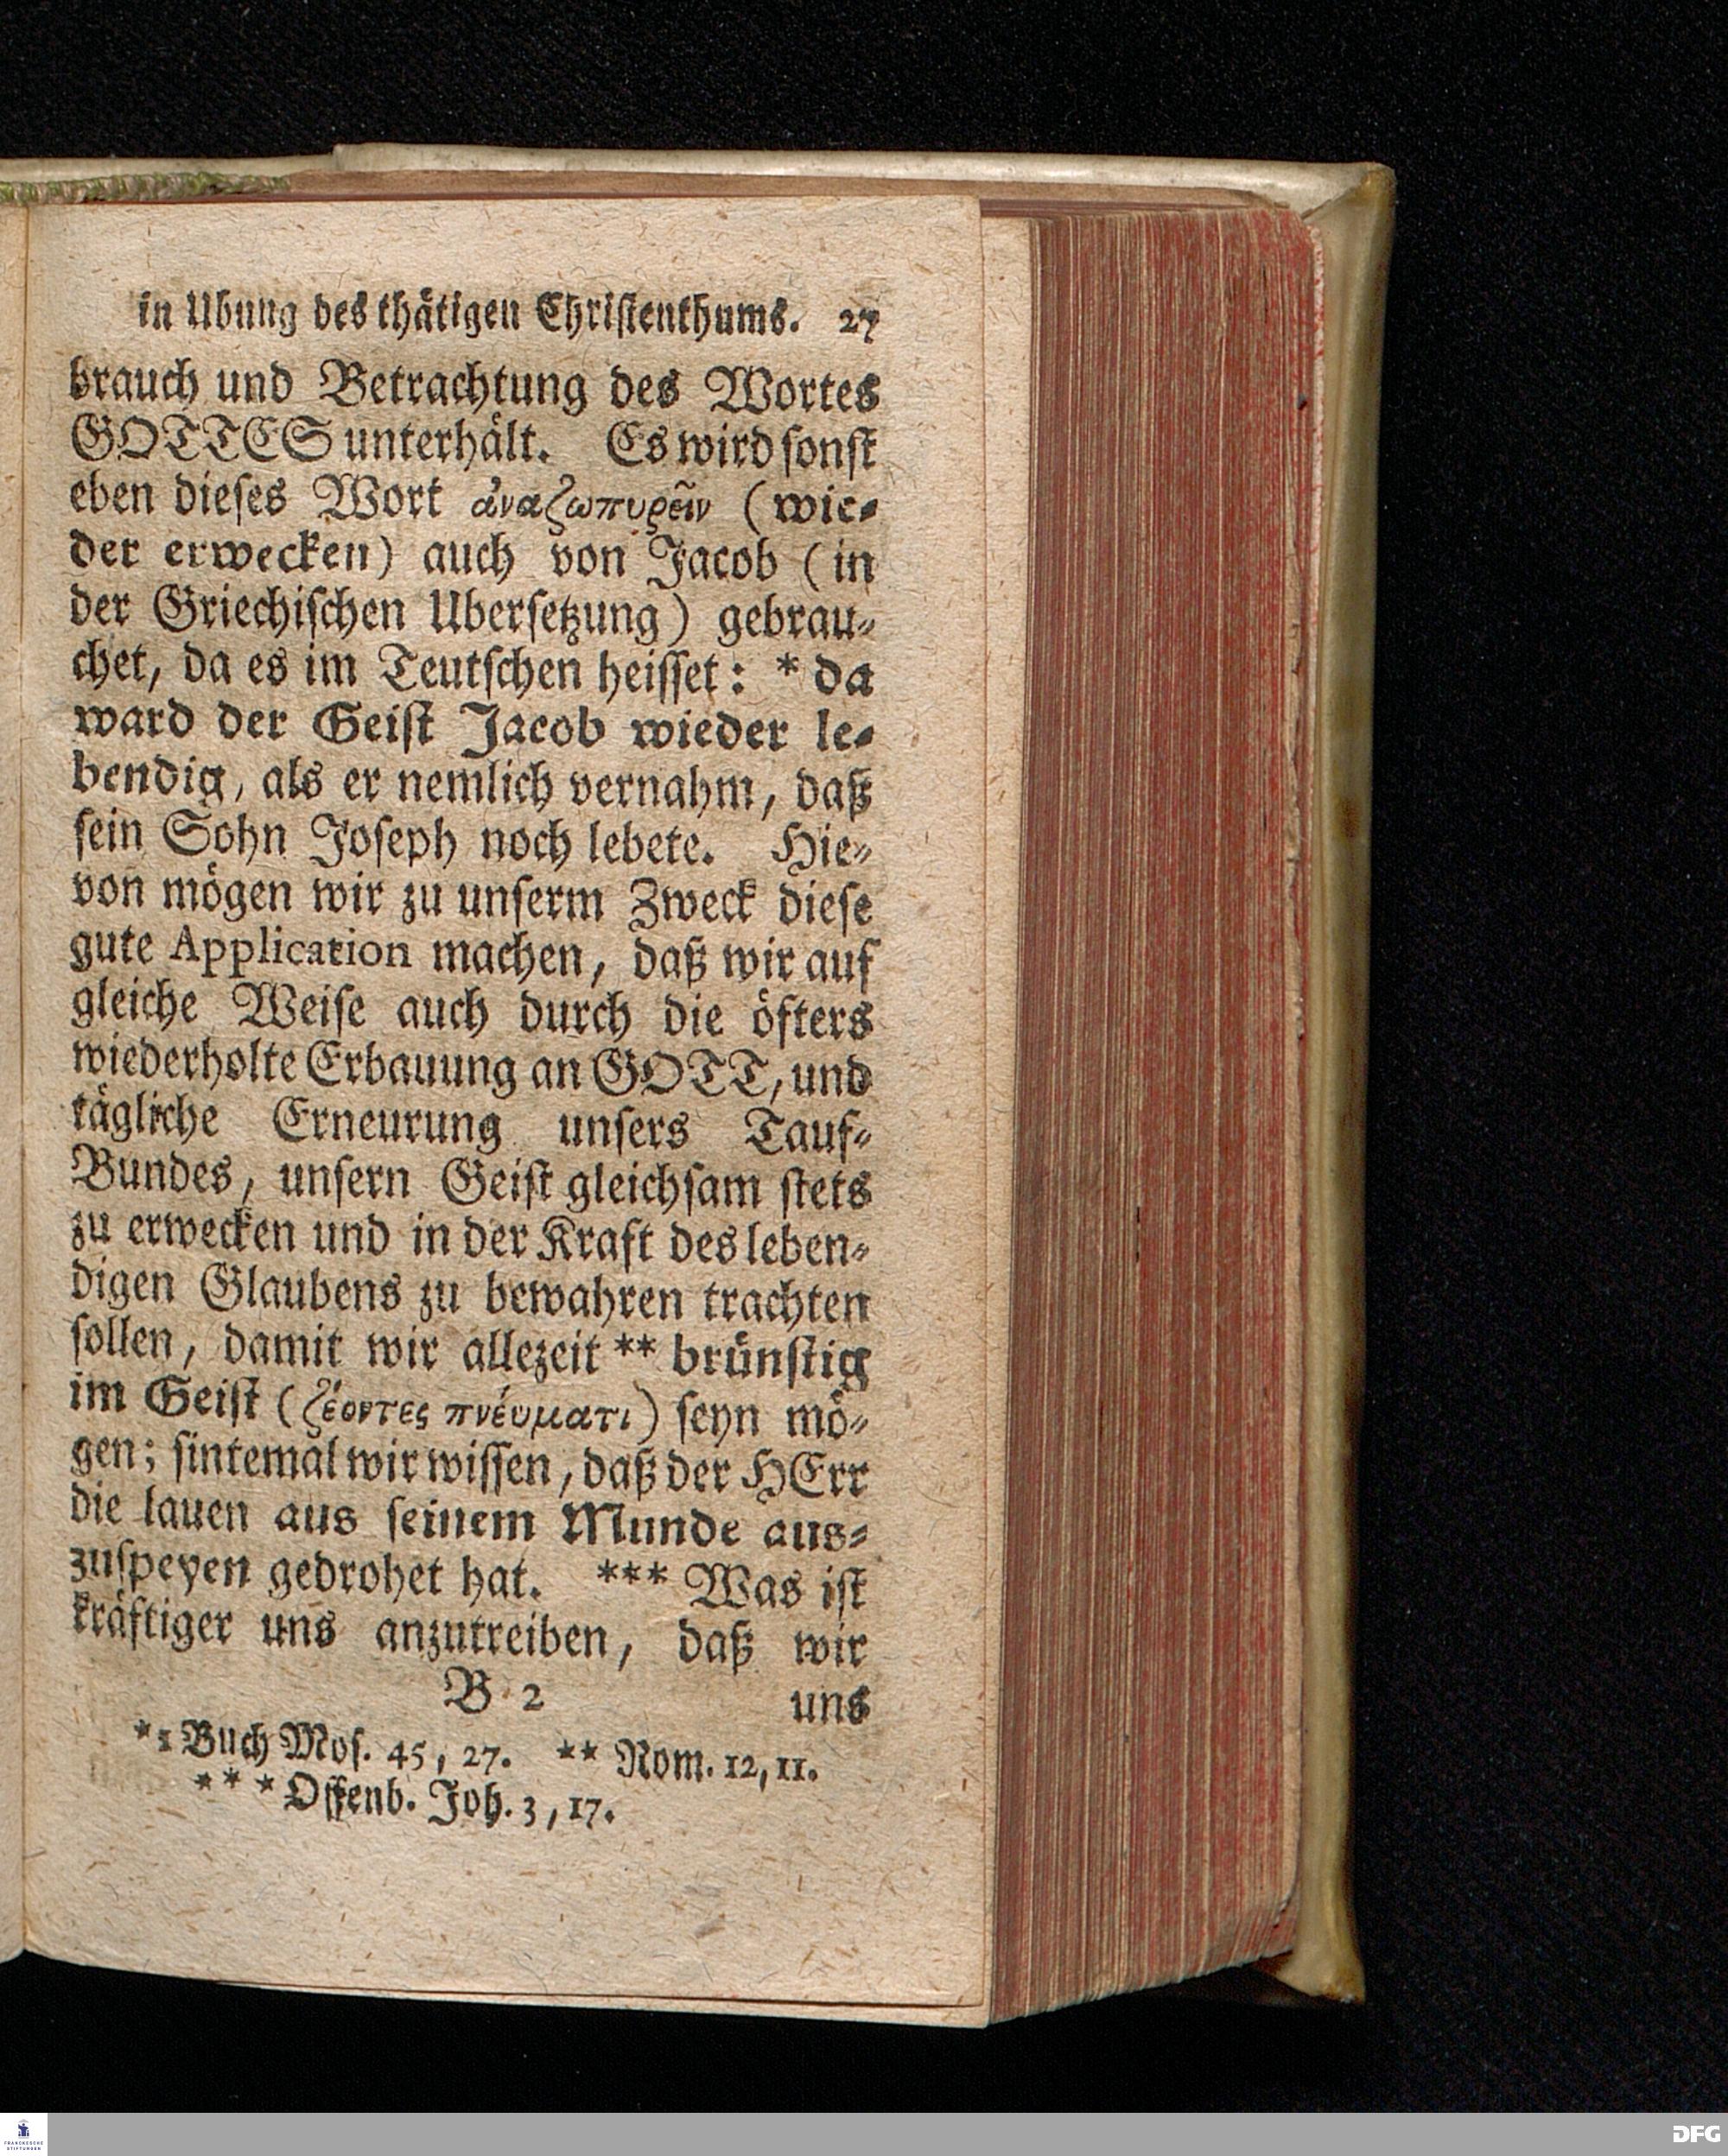 in Ubung des thätigen Christenthums. 27
brauch und Betrachtung des Wortes
GOTTES unterhält. Es wird sonst
eben dieses Wort ἀναζωπυρεῖν (wie-
der erwecken) auch von Jacob (in
der Griechischen Ubersetzung) gebrau-
chet, da es im Teutschen heisset: * da
ward der Geist Jacob wieder le-
bendig, als er nemlich vernahm, daß
sein Sohn Joseph noch lebete. Hie-
von mögen wir zu unserm Zweck diese
gute Application machen, daß wir auf
gleiche Weise auch durch die öfters
wiederholte Erbauung an GOTT, und
tägliche Erneurung unsers Tauf-
Bundes, unsern Geist gleichsam stets
zu erwecken und in der Kraft des leben-
digen Glaubens zu bewahren trachten
sollen, damit wir allezeit ** brünstig
im Geist (ζέοντες πνέυματι) seyn mö-
gen; sintemal wir wissen, daß der HErr
die lauen aus seinem Munde aus-
zuspeyen gedrohet hat. *** Was ist
kräftiger uns anzutreiben, daß wir
B 2 uns
* 1 Buch Mos. 45, 27. ** Rom. 12, 11.
*** Offenb. Joh. 3, 17.
FRANCKESCHE
STIFTUNGEN
DFG